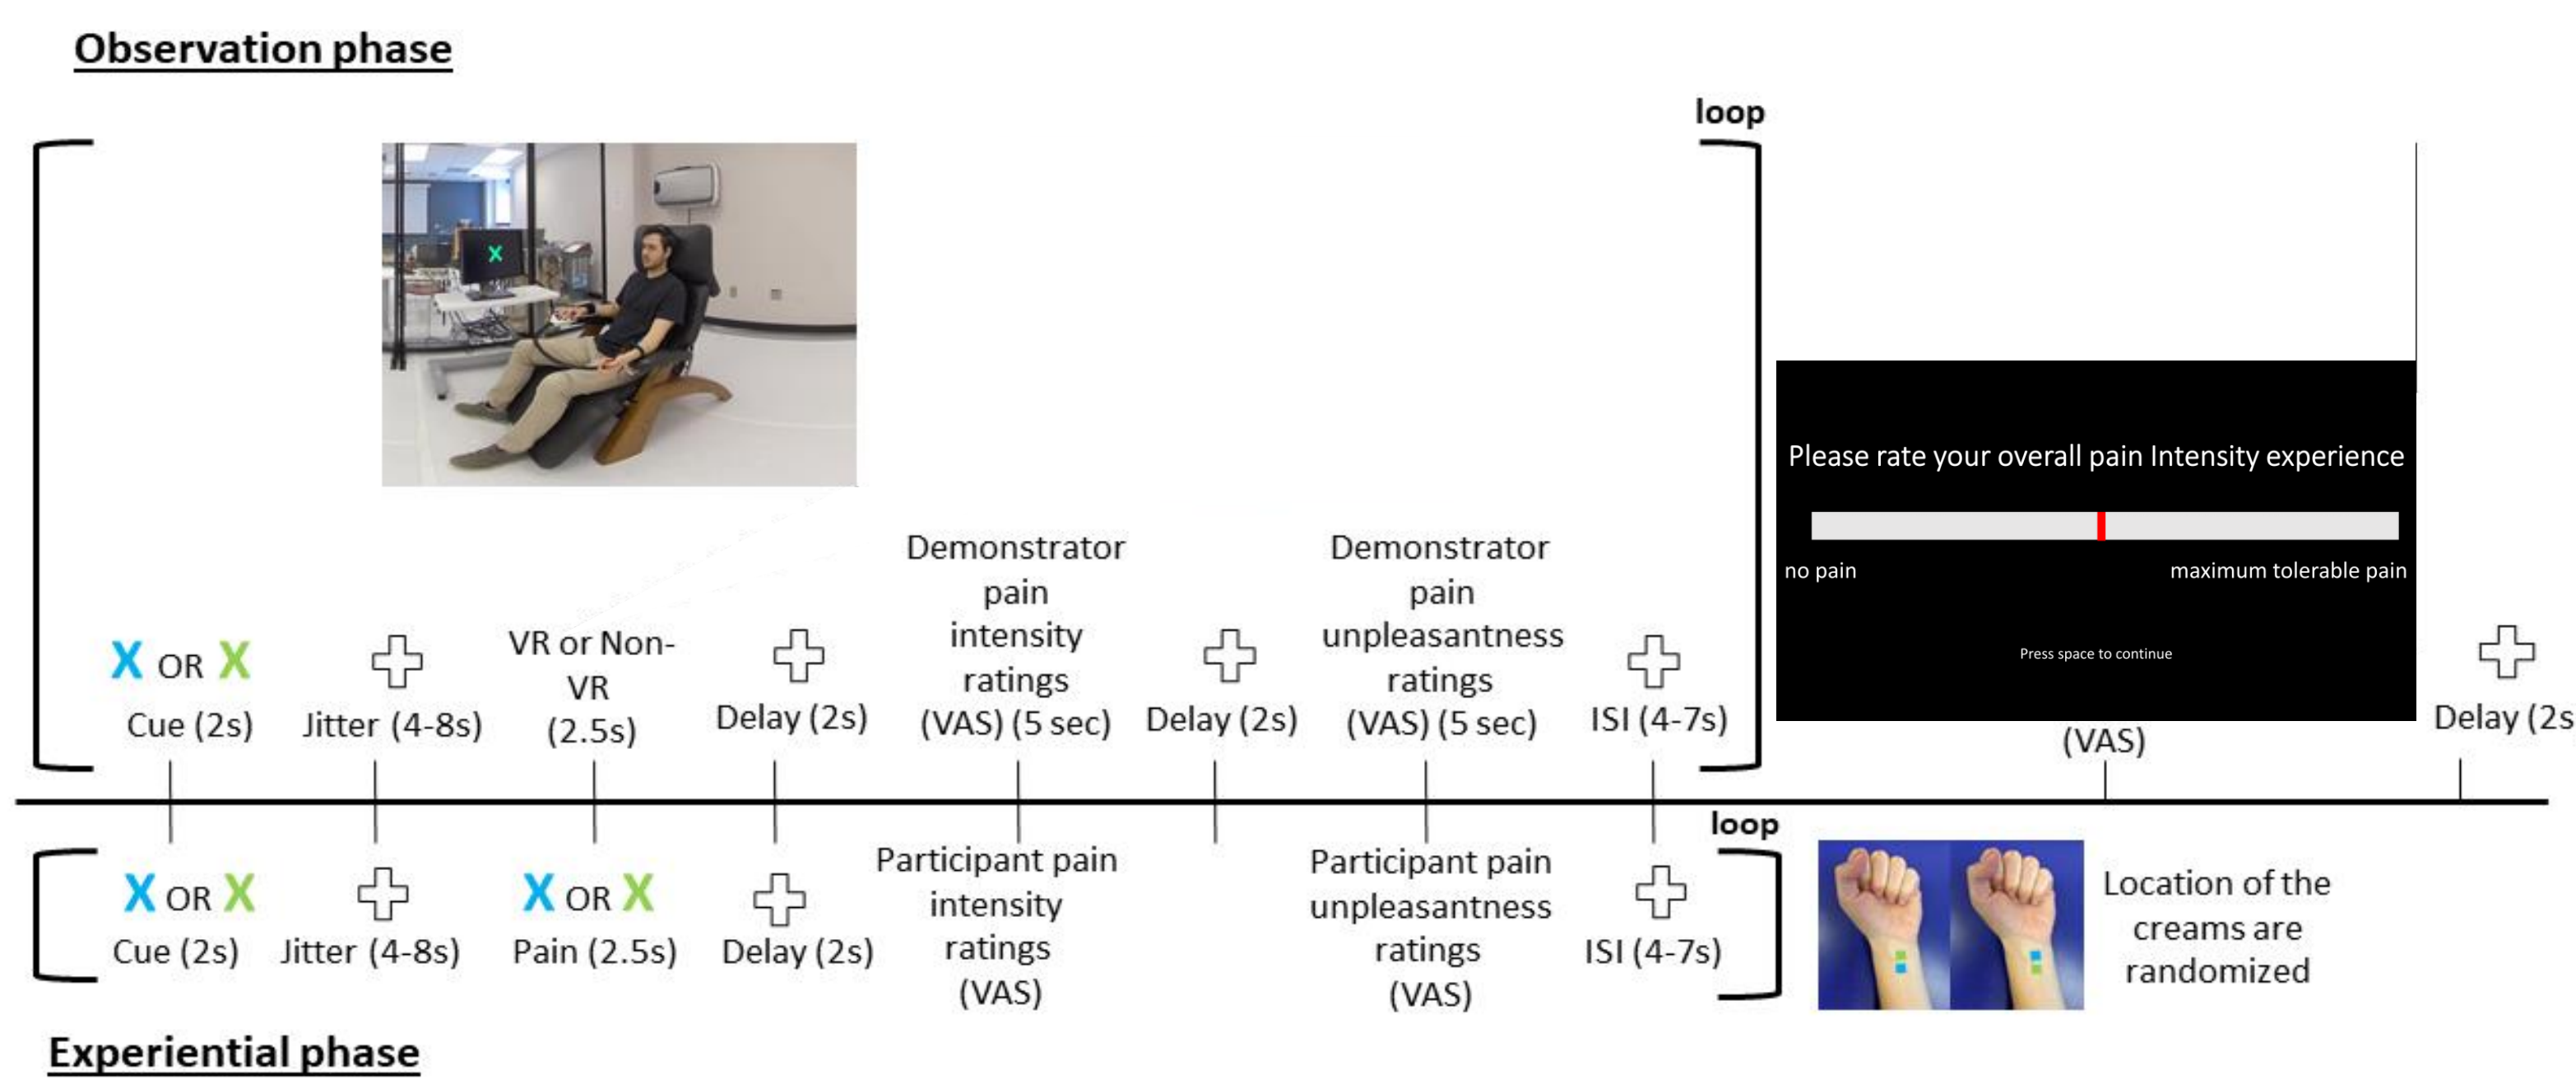 Observation phase
loop
X
Please rate your overall pain Intensity experience
no pain
maximum tolerable pain
Press space to continue
X OR X
Cue (2s)
Jitter (4-8s)
VR or Non-
VR
(2.5s)
Delay (2s)
Demonstrator
pain
intensity
ratings
(VAS) (5 sec)
Delay (2s)
Demonstrator
pain
unpleasantness
ratings
(VAS) (5 sec)
ISI (4-7s)
(VAS)
Delay (2s
loop
X OR X
Cue (2s)
Jitter (4-8s)
X OR X
Pain (2.5s)
Delay (2s)
Participant pain
intensity
ratings
(VAS)
Participant pain
unpleasantness
ratings
(VAS)
ISI (4-7s)
Location of the
creams are
randomized
Experiential phase